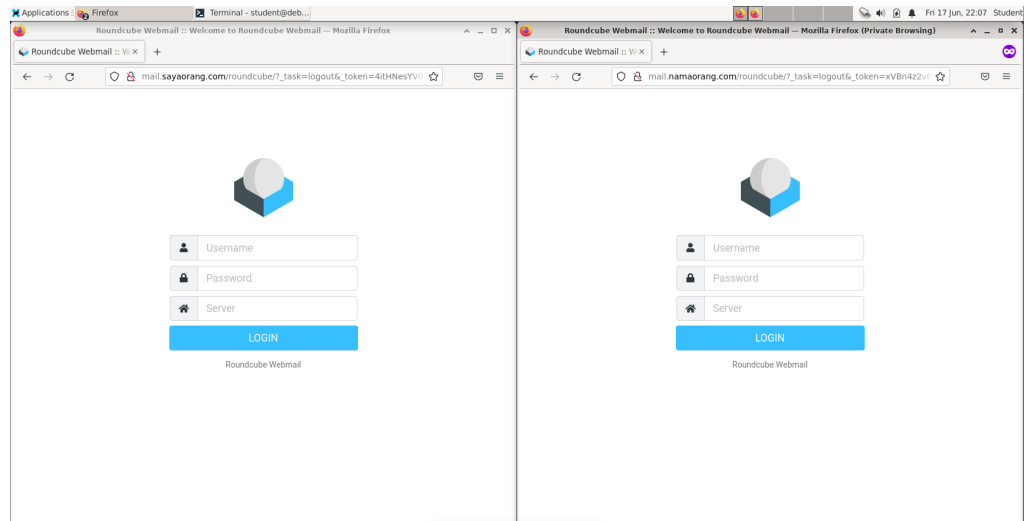 Applications Firefox Terminal - student@deb... Fri 17 Jun, 22:07 Student
Roundcube Webmail :: Welcome to Roundcube Webmail — Mozilla Firefox
Roundcube Webmail :: W
mail.sayaorang.com/roundcube/?_task=logout&_token=4itHNesYV
Username
Password
Server
LOGIN
Roundcube Webmail
Roundcube Webmail :: Welcome to Roundcube Webmail — Mozilla Firefox (Private Browsing)
Roundcube Webmail :: W
mail.namaorang.com/roundcube/?_task=logout&_token=xVBn4z2v
Username
Password
Server
LOGIN
Roundcube Webmail